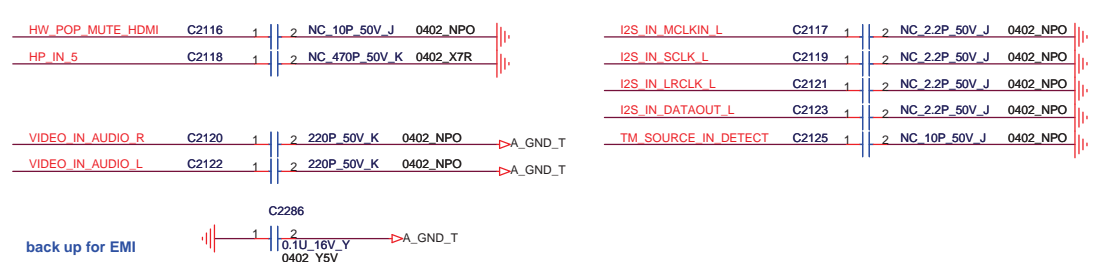 HW_POP_MUTE_HDMI C2116 1 2 NC_10P_50V_J 0402_NPO
HP_IN_5 C2118 1 2 NC_470P_50V_K 0402_X7R
VIDEO_IN_AUDIO_R C2120 1 2 220P_50V_K 0402_NPO A_GND_T
VIDEO_IN_AUDIO_L C2122 1 2 220P_50V_K 0402_NPO A_GND_T
C2286
1 2 A_GND_T
0.1U_16V_Y
0402_Y5V
back up for EMI
I2S_IN_MCLKIN_L C2117 1 2 NC_2.2P_50V_J 0402_NPO
I2S_IN_SCLK_L C2119 1 2 NC_2.2P_50V_J 0402_NPO
I2S_IN_LRCLK_L C2121 1 2 NC_2.2P_50V_J 0402_NPO
I2S_IN_DATAOUT_L C2123 1 2 NC_2.2P_50V_J 0402_NPO
TM_SOURCE_IN_DETECT C2125 1 2 NC_10P_50V_J 0402_NPO